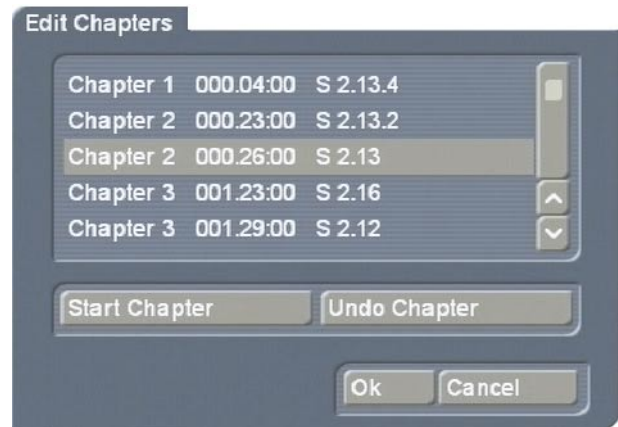 Edit Chapters
Chapter 1 000.04:00 S 2.13.4
Chapter 2 000.23:00 S 2.13.2
Chapter 2 000.26:00 S 2.13
Chapter 3 001.23:00 S 2.16
Chapter 3 001.29:00 S 2.12
Start Chapter Undo Chapter
Ok Cancel